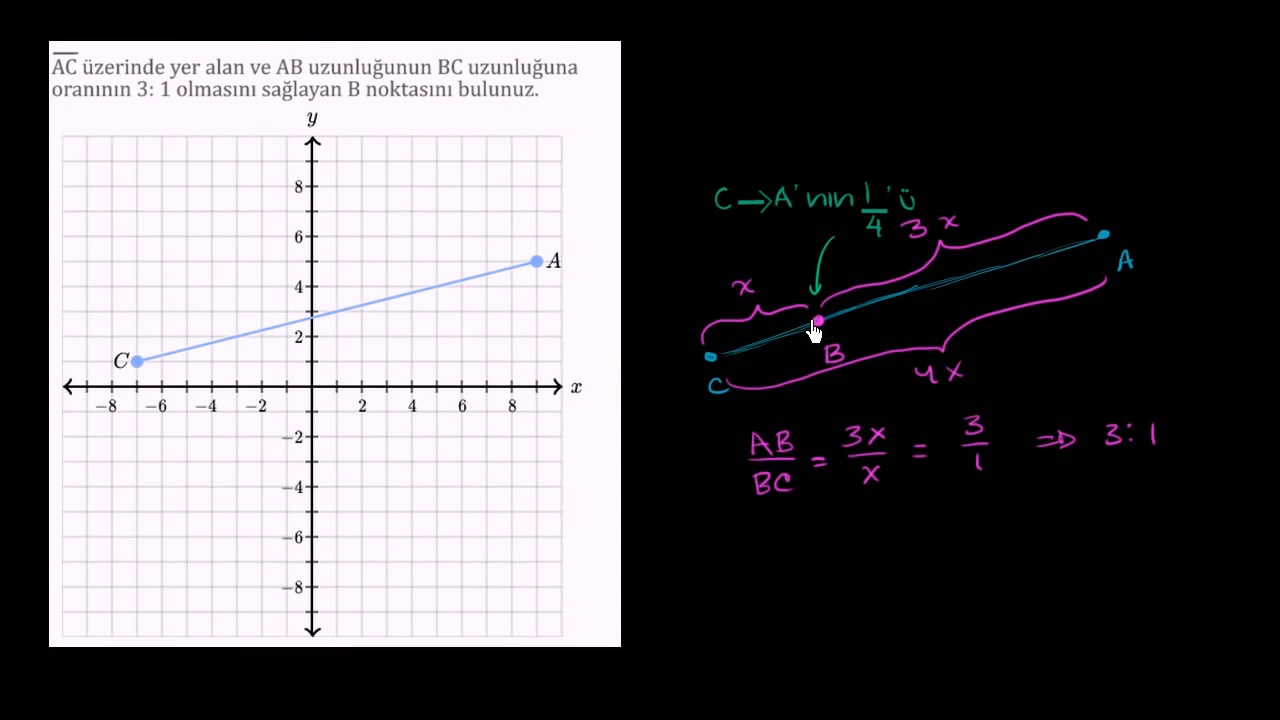 AC üzerinde yer alan ve AB uzunluğunun BC uzunluğuna
oranının 3: 1 olmasını sağlayan B noktasını bulunuz.
y
8
6
4
2
−2
−4
−6
−8
−8 −6 −4 −2 2 4 6 8 x
C
A
C → A'nın 1/4 'ü
x
3x
A
B
C
4x
AB/BC = 3x/x = 3/1 ⇒ 3:1